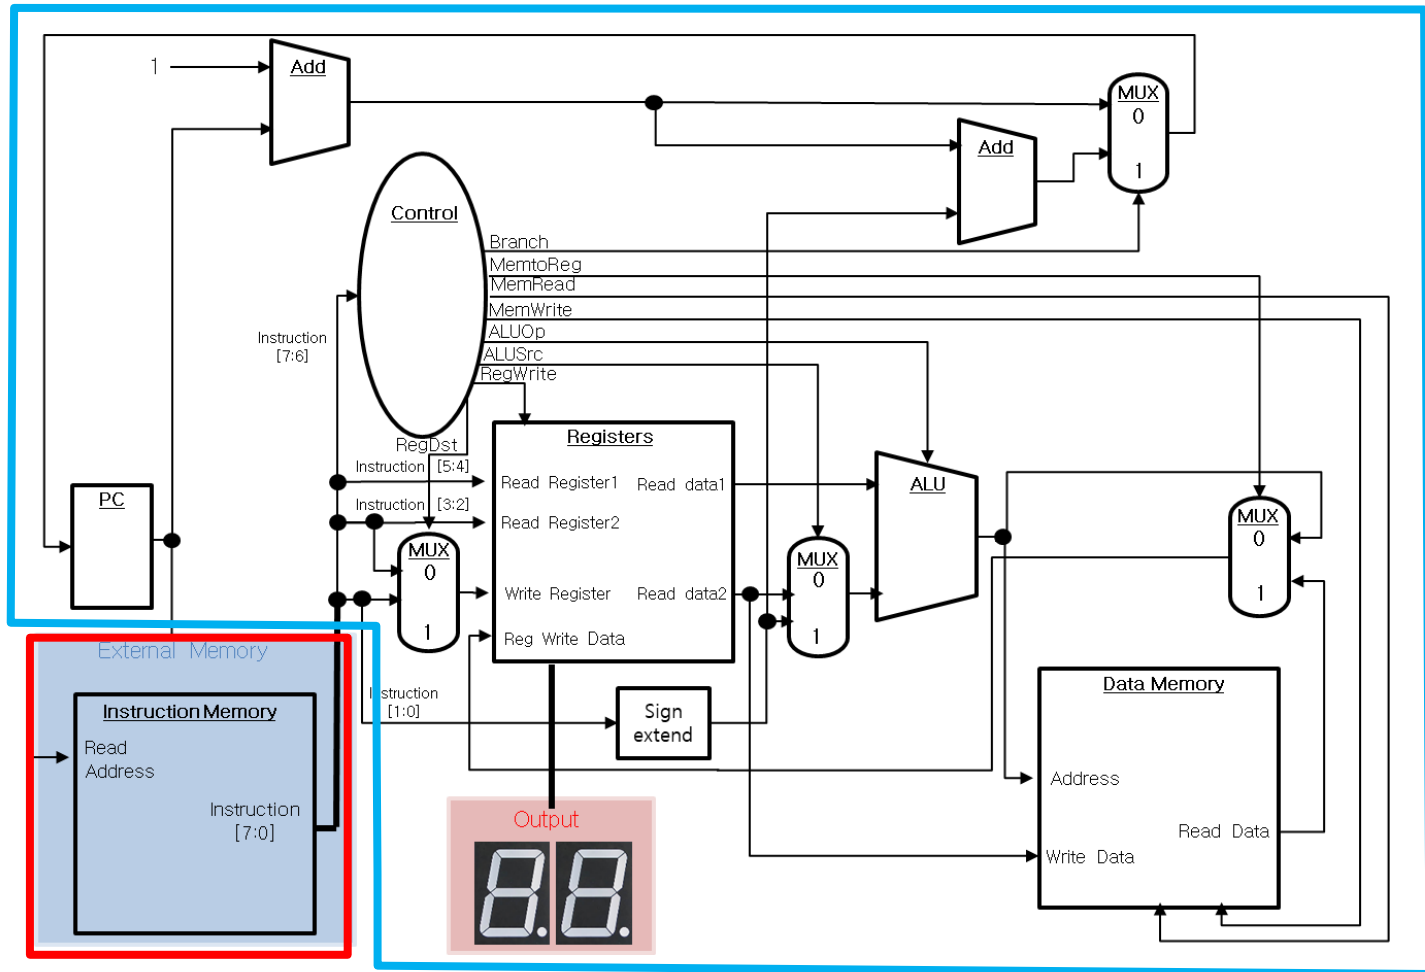 1
Add
MUX
0
1
Add
Control
Branch
MemtoReg
MemRead
MemWrite
ALUOp
ALUSrc
RegWrite
RegDst
Instruction
[7:6]
Instruction [5:4]
Instruction [3:2]
Registers
Read Register1
Read data1
Read Register2
Write Register
Read data2
Reg Write Data
PC
MUX
0
1
MUX
0
1
ALU
MUX
0
1
External Memory
Instruction Memory
Read
Address
Instruction
[7:0]
Instruction
[1:0]
Sign
extend
Output
88
Data Memory
Address
Read Data
Write Data